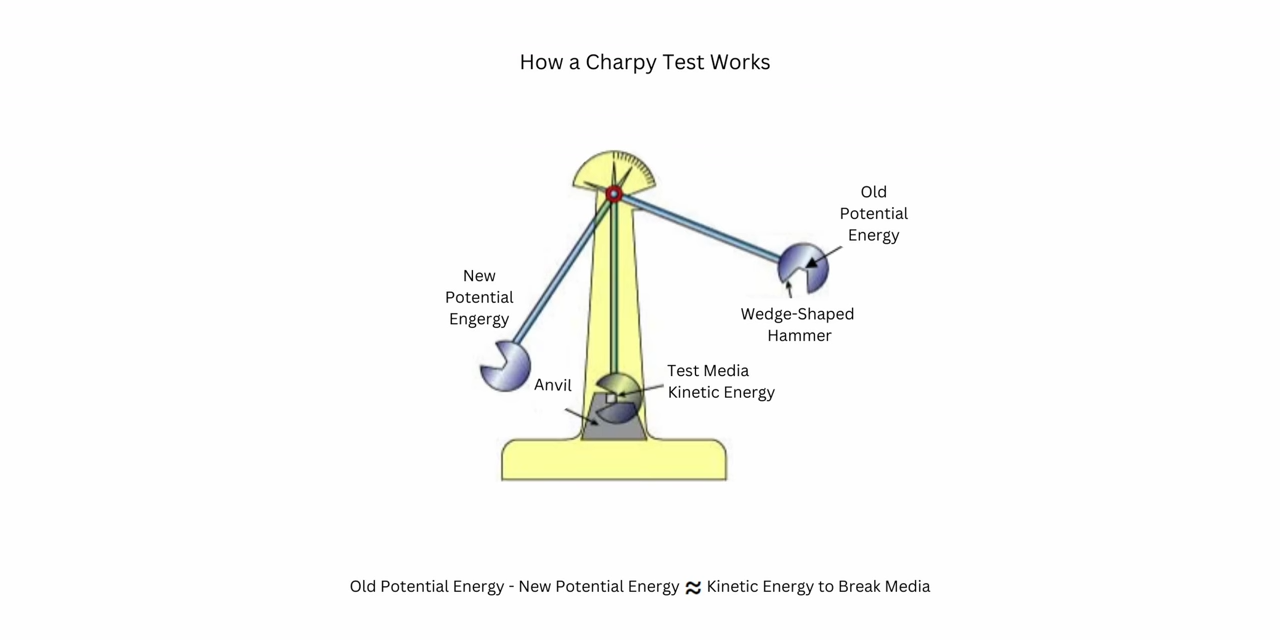 How a Charpy Test Works
Old
Potential
Energy
New
Potential
Engergy
Wedge-Shaped
Hammer
Anvil
Test Media
Kinetic Energy
Old Potential Energy - New Potential Energy ≈ Kinetic Energy to Break Media